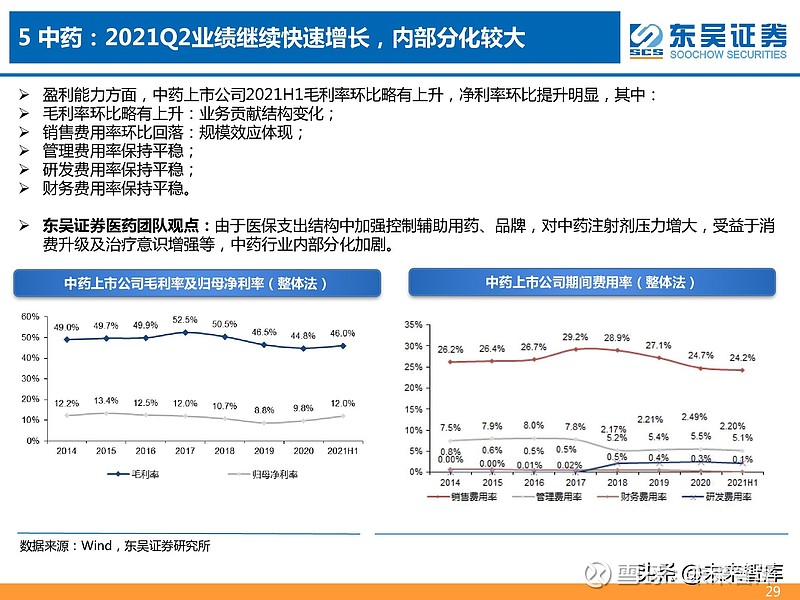 5 中药：2021Q2业绩继续快速增长，内部分化较大
东吴证券
SCS
SOOCHOW SECURITIES
➢ 盈利能力方面，中药上市公司2021H1毛利率环比略有上升，净利率环比提升明显，其中：
➢ 毛利率环比略有上升：业务贡献结构变化；
➢ 销售费用率环比回落：规模效应体现；
➢ 管理费用率保持平稳；
➢ 研发费用率保持平稳；
➢ 财务费用率保持平稳。
➢ 东吴证券医药团队观点：由于医保支出结构中加强控制辅助用药、品牌，对中药注射剂压力增大，受益于消
费升级及治疗意识增强等，中药行业内部分化加剧。
中药上市公司毛利率及归母净利率（整体法）
60%
50%
40%
30%
20%
10%
0%
49.0% 49.7% 49.9% 52.5% 50.5% 46.5% 44.8% 46.0%
12.2% 13.4% 12.5% 12.0% 10.7% 8.8% 9.8% 12.0%
2014 2015 2016 2017 2018 2019 2020 2021H1
毛利率 归母净利率
中药上市公司期间费用率（整体法）
35%
30%
25%
20%
15%
10%
5%
0%
26.2% 26.4% 26.7% 29.2% 28.9% 27.1% 24.7% 24.2%
7.5% 7.9% 8.0% 7.8% 2.17% 2.21% 2.49% 2.20%
5.2% 5.4% 5.5% 5.1%
0.8% 0.6% 0.5% 0.5% 0.5% 0.4% 0.3% 0.1%
0.00% 0.00% 0.01% 0.02%
2014 2015 2016 2017 2018 2019 2020 2021H1
销售费用率 管理费用率 财务费用率 研发费用率
数据来源：Wind，东吴证券研究所
头条 @未来智库
29